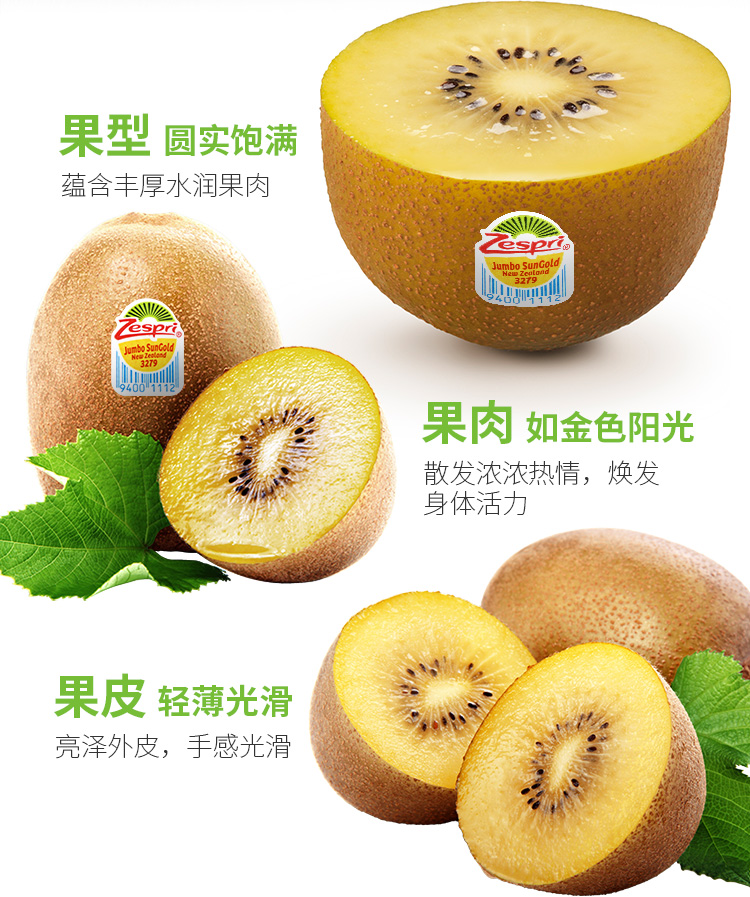 果型 圆实饱满
蕴含丰厚水润果肉
Zespri®
Jumbo SunGold
New Zealand
3279
9400 1112
Zespri®
Jumbo SunGold
New Zealand
3279
9400 1112
果肉 如金色阳光
散发浓浓热情，焕发
身体活力
果皮 轻薄光滑
亮泽外皮，手感光滑